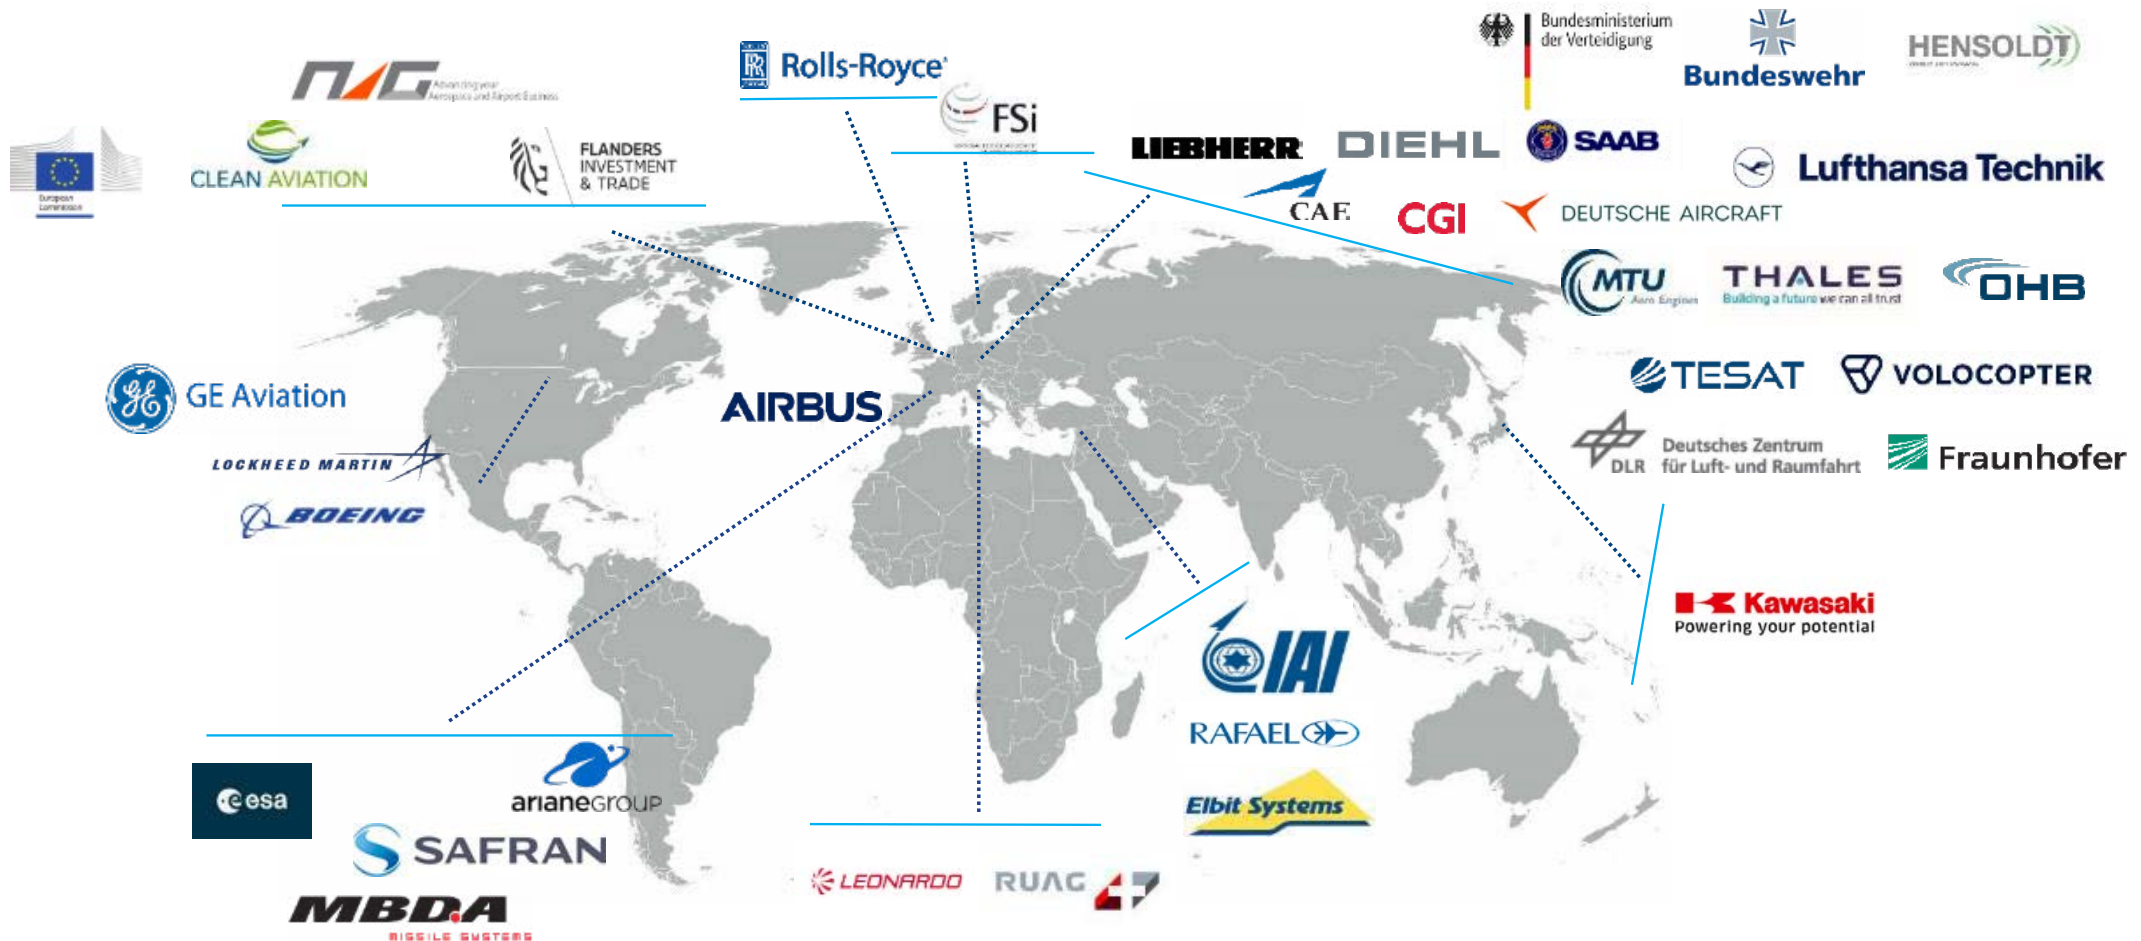 NAG
Advancing your
Aerospace and Airport Business
European
Commission
CLEAN AVIATION
FLANDERS
INVESTMENT
& TRADE
RR
Rolls-Royce
FSi
LIEBHERR
DIEHL
SAAB
CAE
CGI
DEUTSCHE AIRCRAFT
Bundesministerium
der Verteidigung
Bundeswehr
HENSOLDT
Lufthansa Technik
MTU
Aero Engines
THALES
Building a future we can all trust
OHB
TESAT
VOLOCOPTER
DLR
Deutsches Zentrum
für Luft- und Raumfahrt
Fraunhofer
GE Aviation
LOCKHEED MARTIN
BOEING
AIRBUS
Kawasaki
Powering your potential
IAI
RAFAEL
Elbit Systems
esa
arianeGROUP
SAFRAN
MBDA
MISSILE SYSTEMS
LEONARDO
RUAG